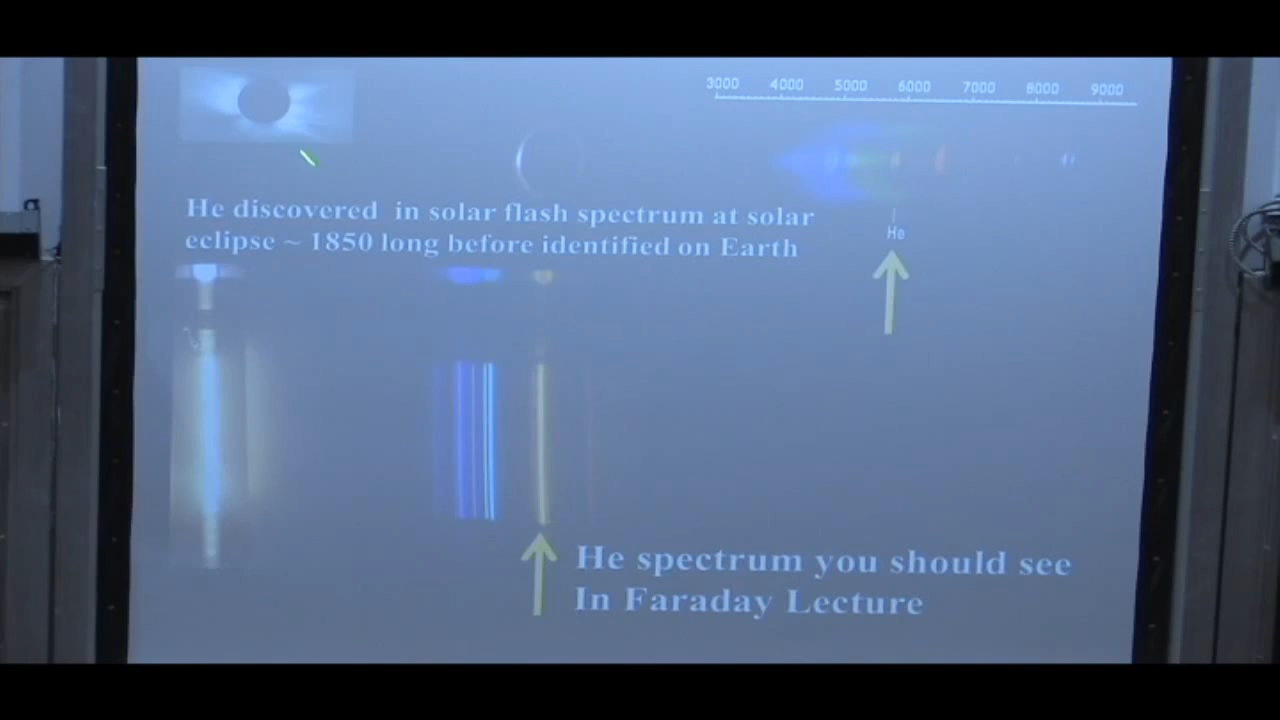 3000 4000 5000 6000 7000 8000 9000
He discovered in solar flash spectrum at solar
eclipse ~ 1850 long before identified on Earth
He
He spectrum you should see
In Faraday Lecture